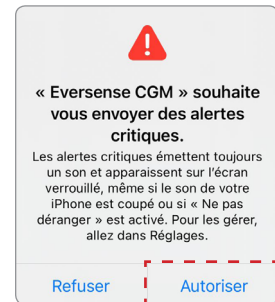 « Eversense CGM » souhaite
vous envoyer des alertes
critiques.
Les alertes critiques émettent toujours
un son et apparaissent sur l'écran
verrouillé, même si le son de votre
iPhone est coupé ou si « Ne pas
déranger » est activé. Pour les gérer,
allez dans Réglages.
Refuser Autoriser